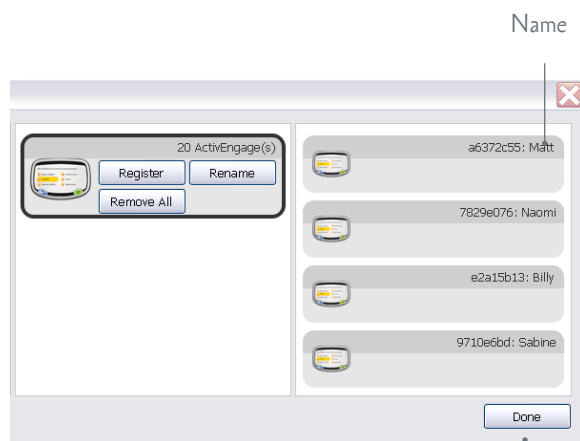 Name
20 ActivEngage(s)
Register Rename
Remove All
a6372c55: Matt
7829e076: Naomi
e2a15b13: Billy
9710e6bd: Sabine
Done